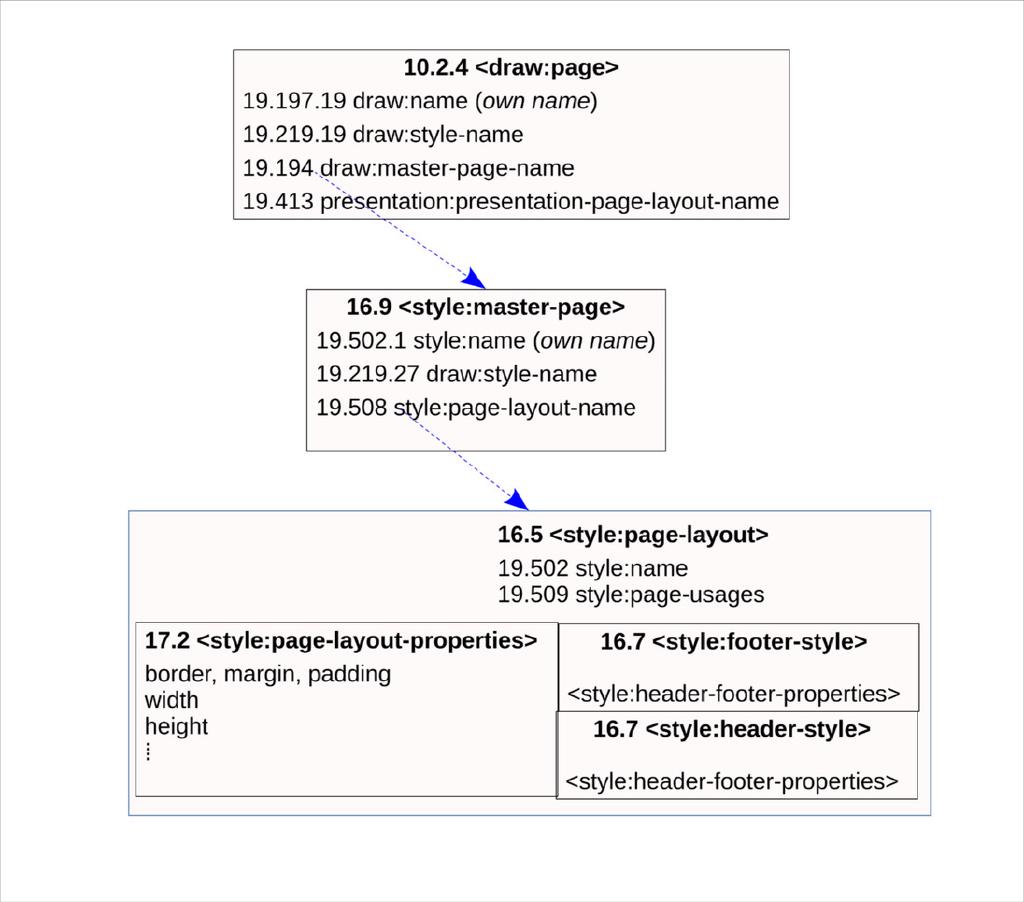 10.2.4 <draw:page>
19.197.19 draw:name (own name)
19.219.19 draw:style-name
19.194 draw:master-page-name
19.413 presentation:presentation-page-layout-name
16.9 <style:master-page>
19.502.1 style:name (own name)
19.219.27 draw:style-name
19.508 style:page-layout-name
16.5 <style:page-layout>
19.502 style:name
19.509 style:page-usages
17.2 <style:page-layout-properties>
border, margin, padding
width
height
⁞
16.7 <style:footer-style>
<style:header-footer-properties>
16.7 <style:header-style>
<style:header-footer-properties>